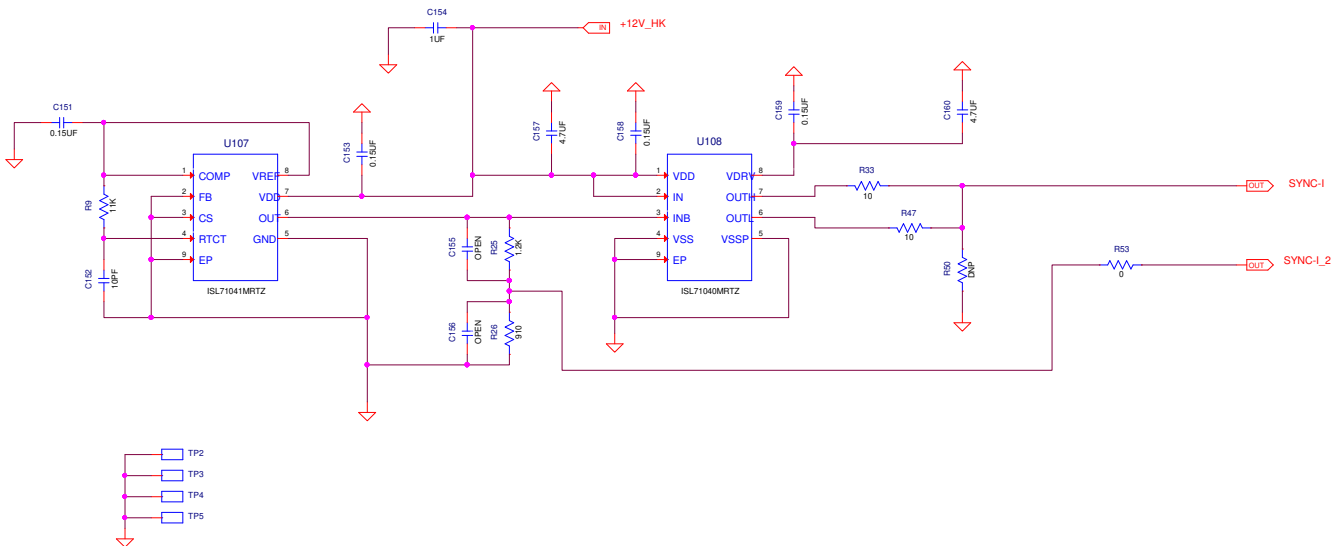 C154
1UF
IN
+12V_HK
C151
0.15UF
C153
0.15UF
C157
4.7UF
C158
0.15UF
C159
0.15UF
C160
4.7UF
U107
1 COMP VREF 8
2 FB VDD 7
3 CS OUT 6
4 RTCT GND 5
9 EP
ISL71041MRTZ
R9
11K
C152
10PF
C155
OPEN
R25
1.2K
C156
OPEN
R26
910
U108
1 VDD VDRV 8
2 IN OUTH 7
3 INB OUTL 6
4 VSS VSSP 5
9 EP
ISL71040MRTZ
R33
10
R47
10
R50
DNP
OUT
SYNC-I
R53
0
OUT
SYNC-I_2
TP2
TP3
TP4
TP5